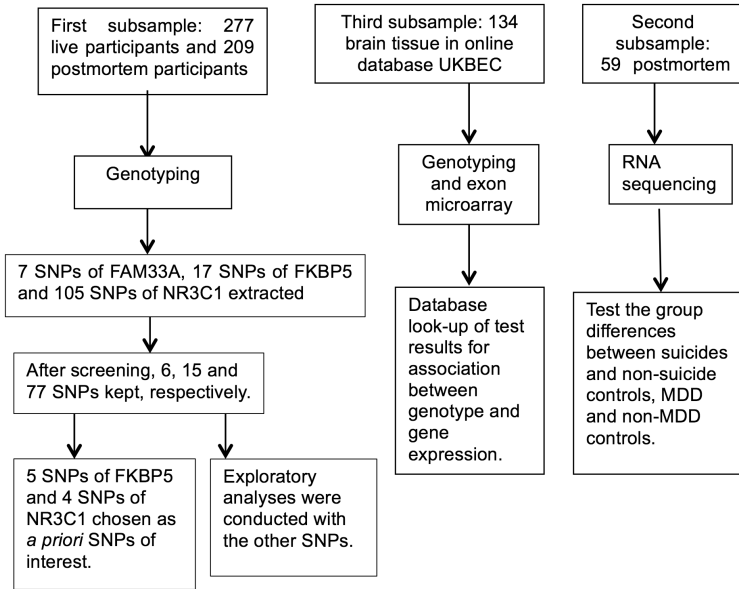 First subsample: 277
live participants and 209
postmortem participants
Genotyping
7 SNPs of FAM33A, 17 SNPs of FKBP5
and 105 SNPs of NR3C1 extracted
After screening, 6, 15 and
77 SNPs kept, respectively.
5 SNPs of FKBP5
and 4 SNPs of
NR3C1 chosen as
a priori SNPs of
interest.
Exploratory
analyses were
conducted with
the other SNPs.
Third subsample: 134
brain tissue in online
database UKBEC
Genotyping
and exon
microarray
Database
look-up of test
results for
association
between
genotype and
gene
expression.
Second
subsample:
59 postmortem
RNA
sequencing
Test the group
differences
between suicides
and non-suicide
controls, MDD
and non-MDD
controls.